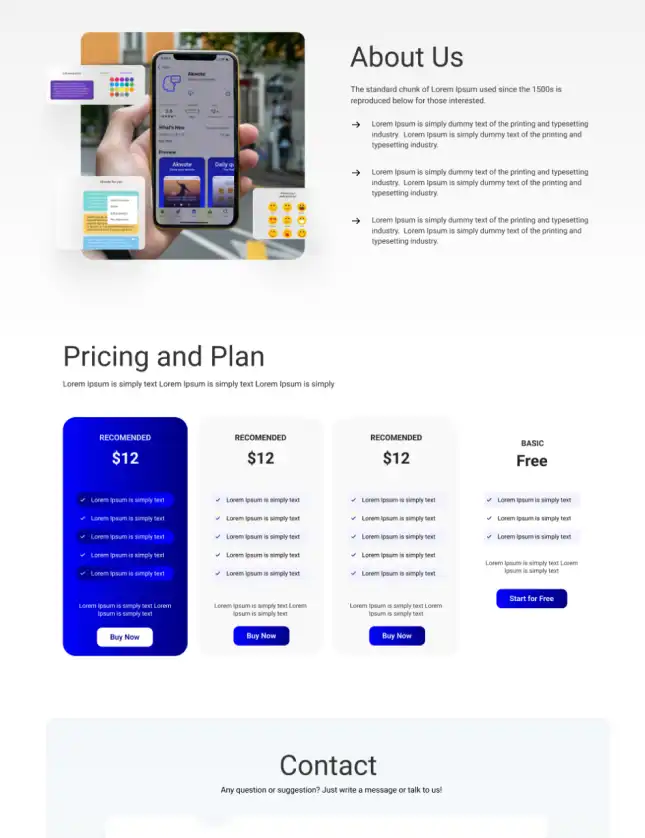 About Us
The standard chunk of Lorem Ipsum used since the 1500s is
reproduced below for those interested.
Lorem Ipsum is simply dummy text of the printing and typesetting
industry. Lorem Ipsum is simply dummy text of the printing and
typesetting industry.
Lorem Ipsum is simply dummy text of the printing and typesetting
industry. Lorem Ipsum is simply dummy text of the printing and
typesetting industry.
Lorem Ipsum is simply dummy text of the printing and typesetting
industry. Lorem Ipsum is simply dummy text of the printing and
typesetting industry.
What's New
Preview
Daily q
Pricing and Plan
Lorem Ipsum is simply text Lorem Ipsum is simply text Lorem Ipsum is simply
RECOMENDED
$12
Lorem Ipsum is simply text
Lorem Ipsum is simply text
Lorem Ipsum is simply text
Lorem Ipsum is simply text
Lorem Ipsum is simply text
Lorem Ipsum is simply text Lorem
Ipsum is simply text
Buy Now
RECOMENDED
$12
Lorem Ipsum is simply text
Lorem Ipsum is simply text
Lorem Ipsum is simply text
Lorem Ipsum is simply text
Lorem Ipsum is simply text
Lorem Ipsum is simply text Lorem
Ipsum is simply text
Buy Now
RECOMENDED
$12
Lorem Ipsum is simply text
Lorem Ipsum is simply text
Lorem Ipsum is simply text
Lorem Ipsum is simply text
Lorem Ipsum is simply text
Lorem Ipsum is simply text Lorem
Ipsum is simply text
Buy Now
BASIC
Free
Lorem Ipsum is simply text
Lorem Ipsum is simply text
Lorem Ipsum is simply text
Lorem Ipsum is simply text Lorem
Ipsum is simply text
Start for Free
Contact
Any question or suggestion? Just write a message or talk to us!